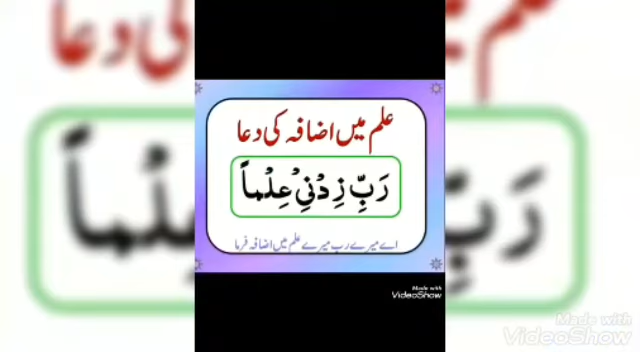 علم میں اضافہ کی دعا
رَبِّ زِدْنِیْ عِلْماً
اے میرے رب میرے علم میں اضافہ فرما
Made with
VideoShow
Made with
VideoShow